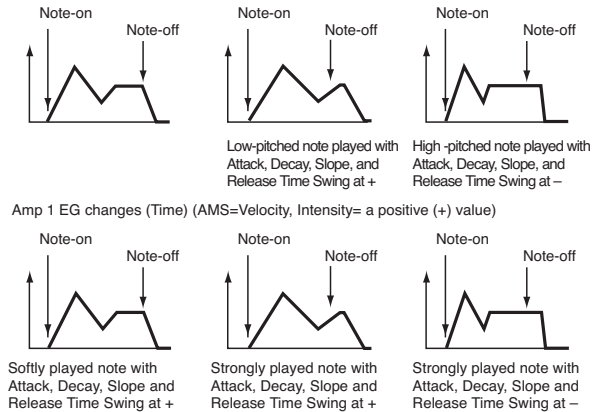 Note-on
Note-off
Note-on
Note-off
Note-on
Note-off
Low-pitched note played with
Attack, Decay, Slope, and
Release Time Swing at +
High -pitched note played with
Attack, Decay, Slope, and
Release Time Swing at –
Amp 1 EG changes (Time) (AMS=Velocity, Intensity= a positive (+) value)
Note-on
Note-off
Note-on
Note-off
Note-on
Note-off
Softly played note with
Attack, Decay, Slope and
Release Time Swing at +
Strongly played note with
Attack, Decay, Slope and
Release Time Swing at +
Strongly played note with
Attack, Decay, Slope and
Release Time Swing at –